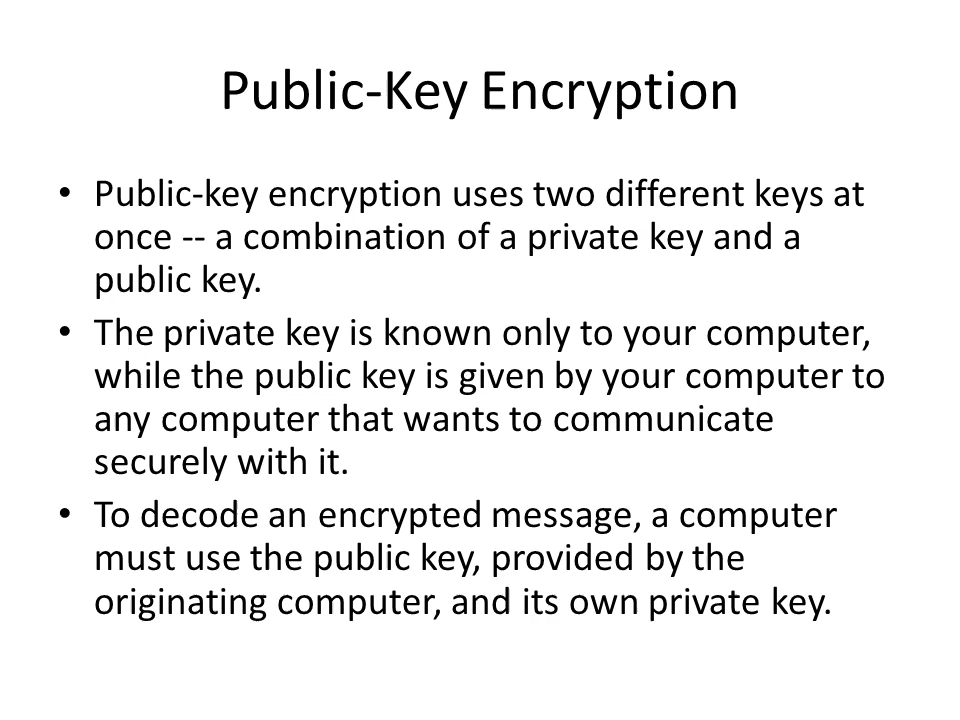 Public-Key Encryption
• Public-key encryption uses two different keys at
once -- a combination of a private key and a
public key.
• The private key is known only to your computer,
while the public key is given by your computer to
any computer that wants to communicate
securely with it.
• To decode an encrypted message, a computer
must use the public key, provided by the
originating computer, and its own private key.